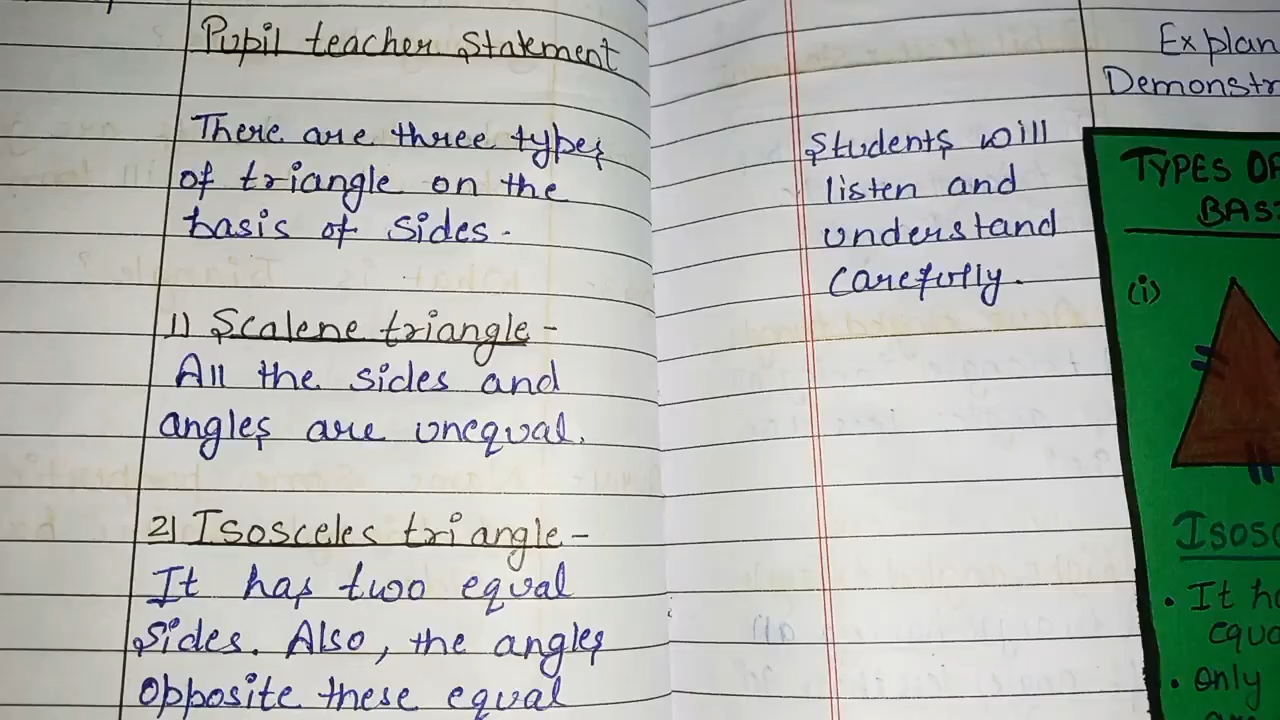 Pupil teacher Statement
There are three types
of triangle on the
basis of sides.
1) Scalene triangle -
All the sides and
angles are unequal.
2) Isosceles triangle -
It has two equal
sides. Also, the angles
opposite these equal
Students will
listen and
understand
carefully.
Explan
Demonstr
TYPES OF
BAS
(i)
Isosc
• It ha
equa
• only